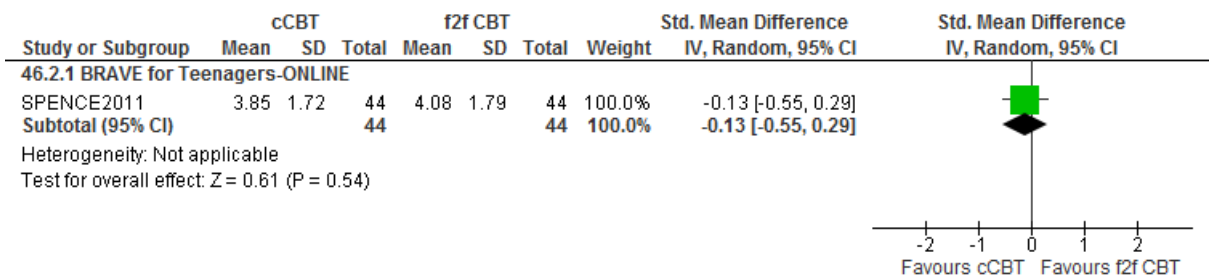 cCBT f2f CBT Std. Mean Difference Std. Mean Difference
Study or Subgroup Mean SD Total Mean SD Total Weight IV, Random, 95% CI IV, Random, 95% CI
46.2.1 BRAVE for Teenagers-ONLINE
SPENCE2011 3.85 1.72 44 4.08 1.79 44 100.0% -0.13 [-0.55, 0.29]
Subtotal (95% CI) 44 44 100.0% -0.13 [-0.55, 0.29]
Heterogeneity: Not applicable
Test for overall effect: Z = 0.61 (P = 0.54)
-2 -1 0 1 2
Favours cCBT Favours f2f CBT